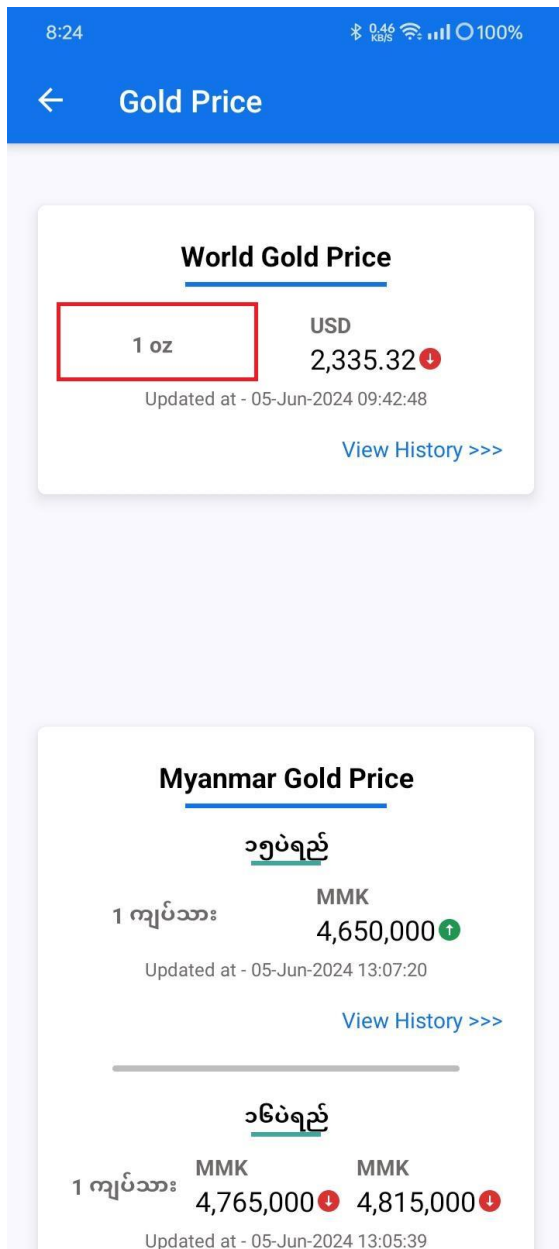 8:24 0.46 KB/S 100%
Gold Price
World Gold Price
1 oz
USD
2,335.32
Updated at - 05-Jun-2024 09:42:48
View History >>>
Myanmar Gold Price
၁၅ပဲရည်
1 ကျပ်သား
MMK
4,650,000
Updated at - 05-Jun-2024 13:07:20
View History >>>
၁၆ပဲရည်
1 ကျပ်သား
MMK MMK
4,765,000 4,815,000
Updated at - 05-Jun-2024 13:05:39